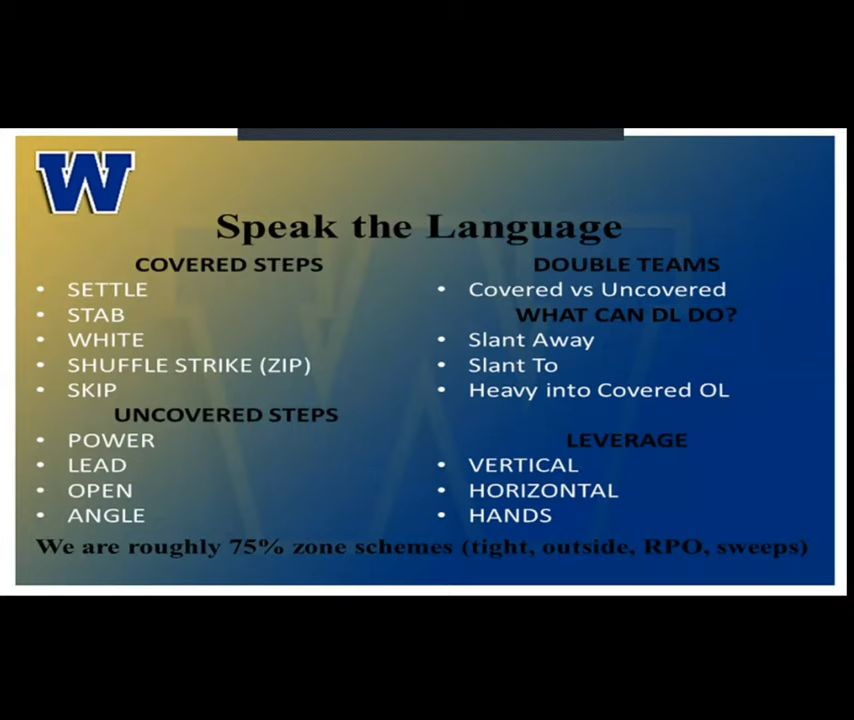 W
Speak the Language
COVERED STEPS
• SETTLE
• STAB
• WHITE
• SHUFFLE STRIKE (ZIP)
• SKIP
UNCOVERED STEPS
• POWER
• LEAD
• OPEN
• ANGLE
DOUBLE TEAMS
• Covered vs Uncovered
WHAT CAN DL DO?
• Slant Away
• Slant To
• Heavy into Covered OL
LEVERAGE
• VERTICAL
• HORIZONTAL
• HANDS
We are roughly 75% zone schemes (tight, outside, RPO, sweeps)